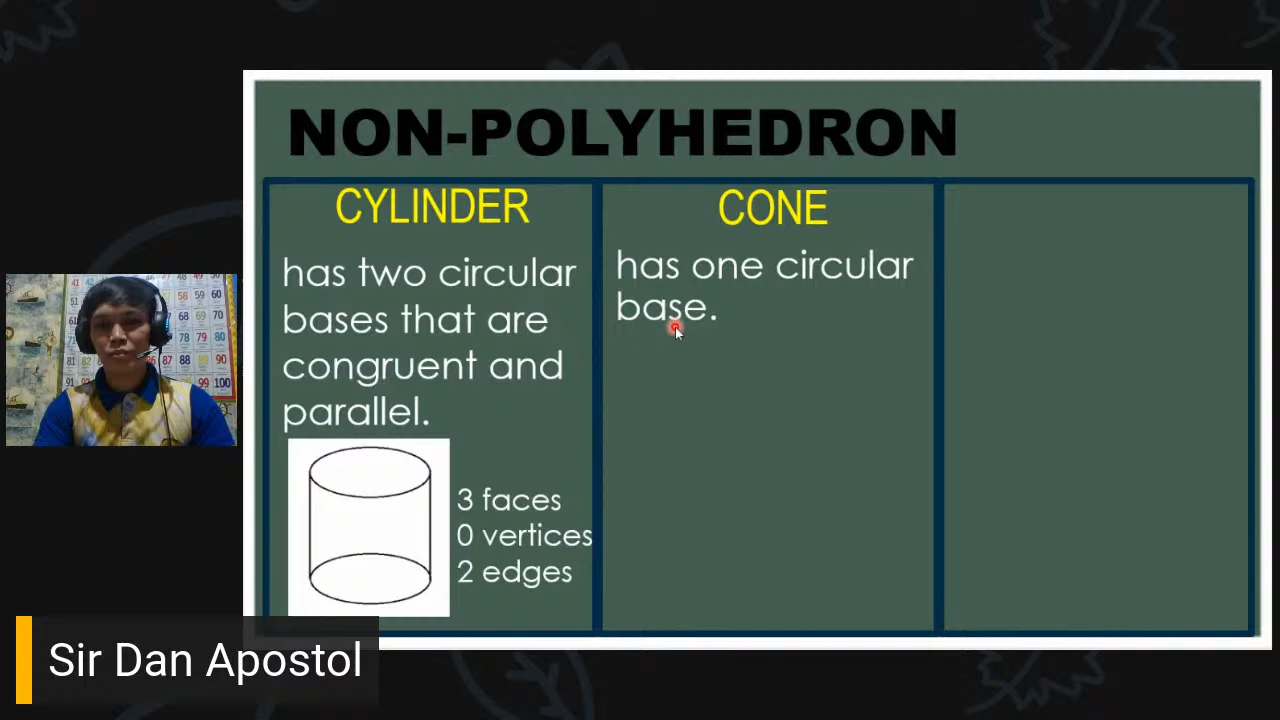 NON-POLYHEDRON
CYLINDER
has two circular
bases that are
congruent and
parallel.
3 faces
0 vertices
2 edges
CONE
has one circular
base.
Sir Dan Apostol